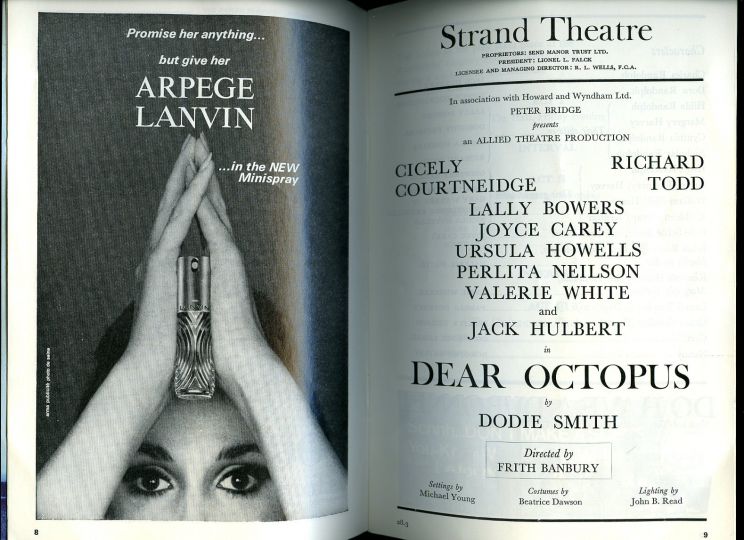 Promise her anything...
but give her
ARPEGE
LANVIN
...in the NEW
Minispray
LANVIN
8
Strand Theatre
PROPRIETORS: SEND MANOR TRUST LTD.
PRESIDENT: LIONEL L. FALCK
LICENSEE AND MANAGING DIRECTOR: R. L. WELLS, F.C.A.
In association with Howard and Wyndham Ltd.
PETER BRIDGE
presents
an ALLIED THEATRE PRODUCTION
CICELY COURTNEIDGE
RICHARD TODD
LALLY BOWERS
JOYCE CAREY
URSULA HOWELLS
PERLITA NEILSON
VALERIE WHITE
and
JACK HULBERT
in
DEAR OCTOPUS
by
DODIE SMITH
Directed by
FRITH BANBURY
Settings by
Michael Young
Costumes by
Beatrice Dawson
Lighting by
John B. Read
28.3
9